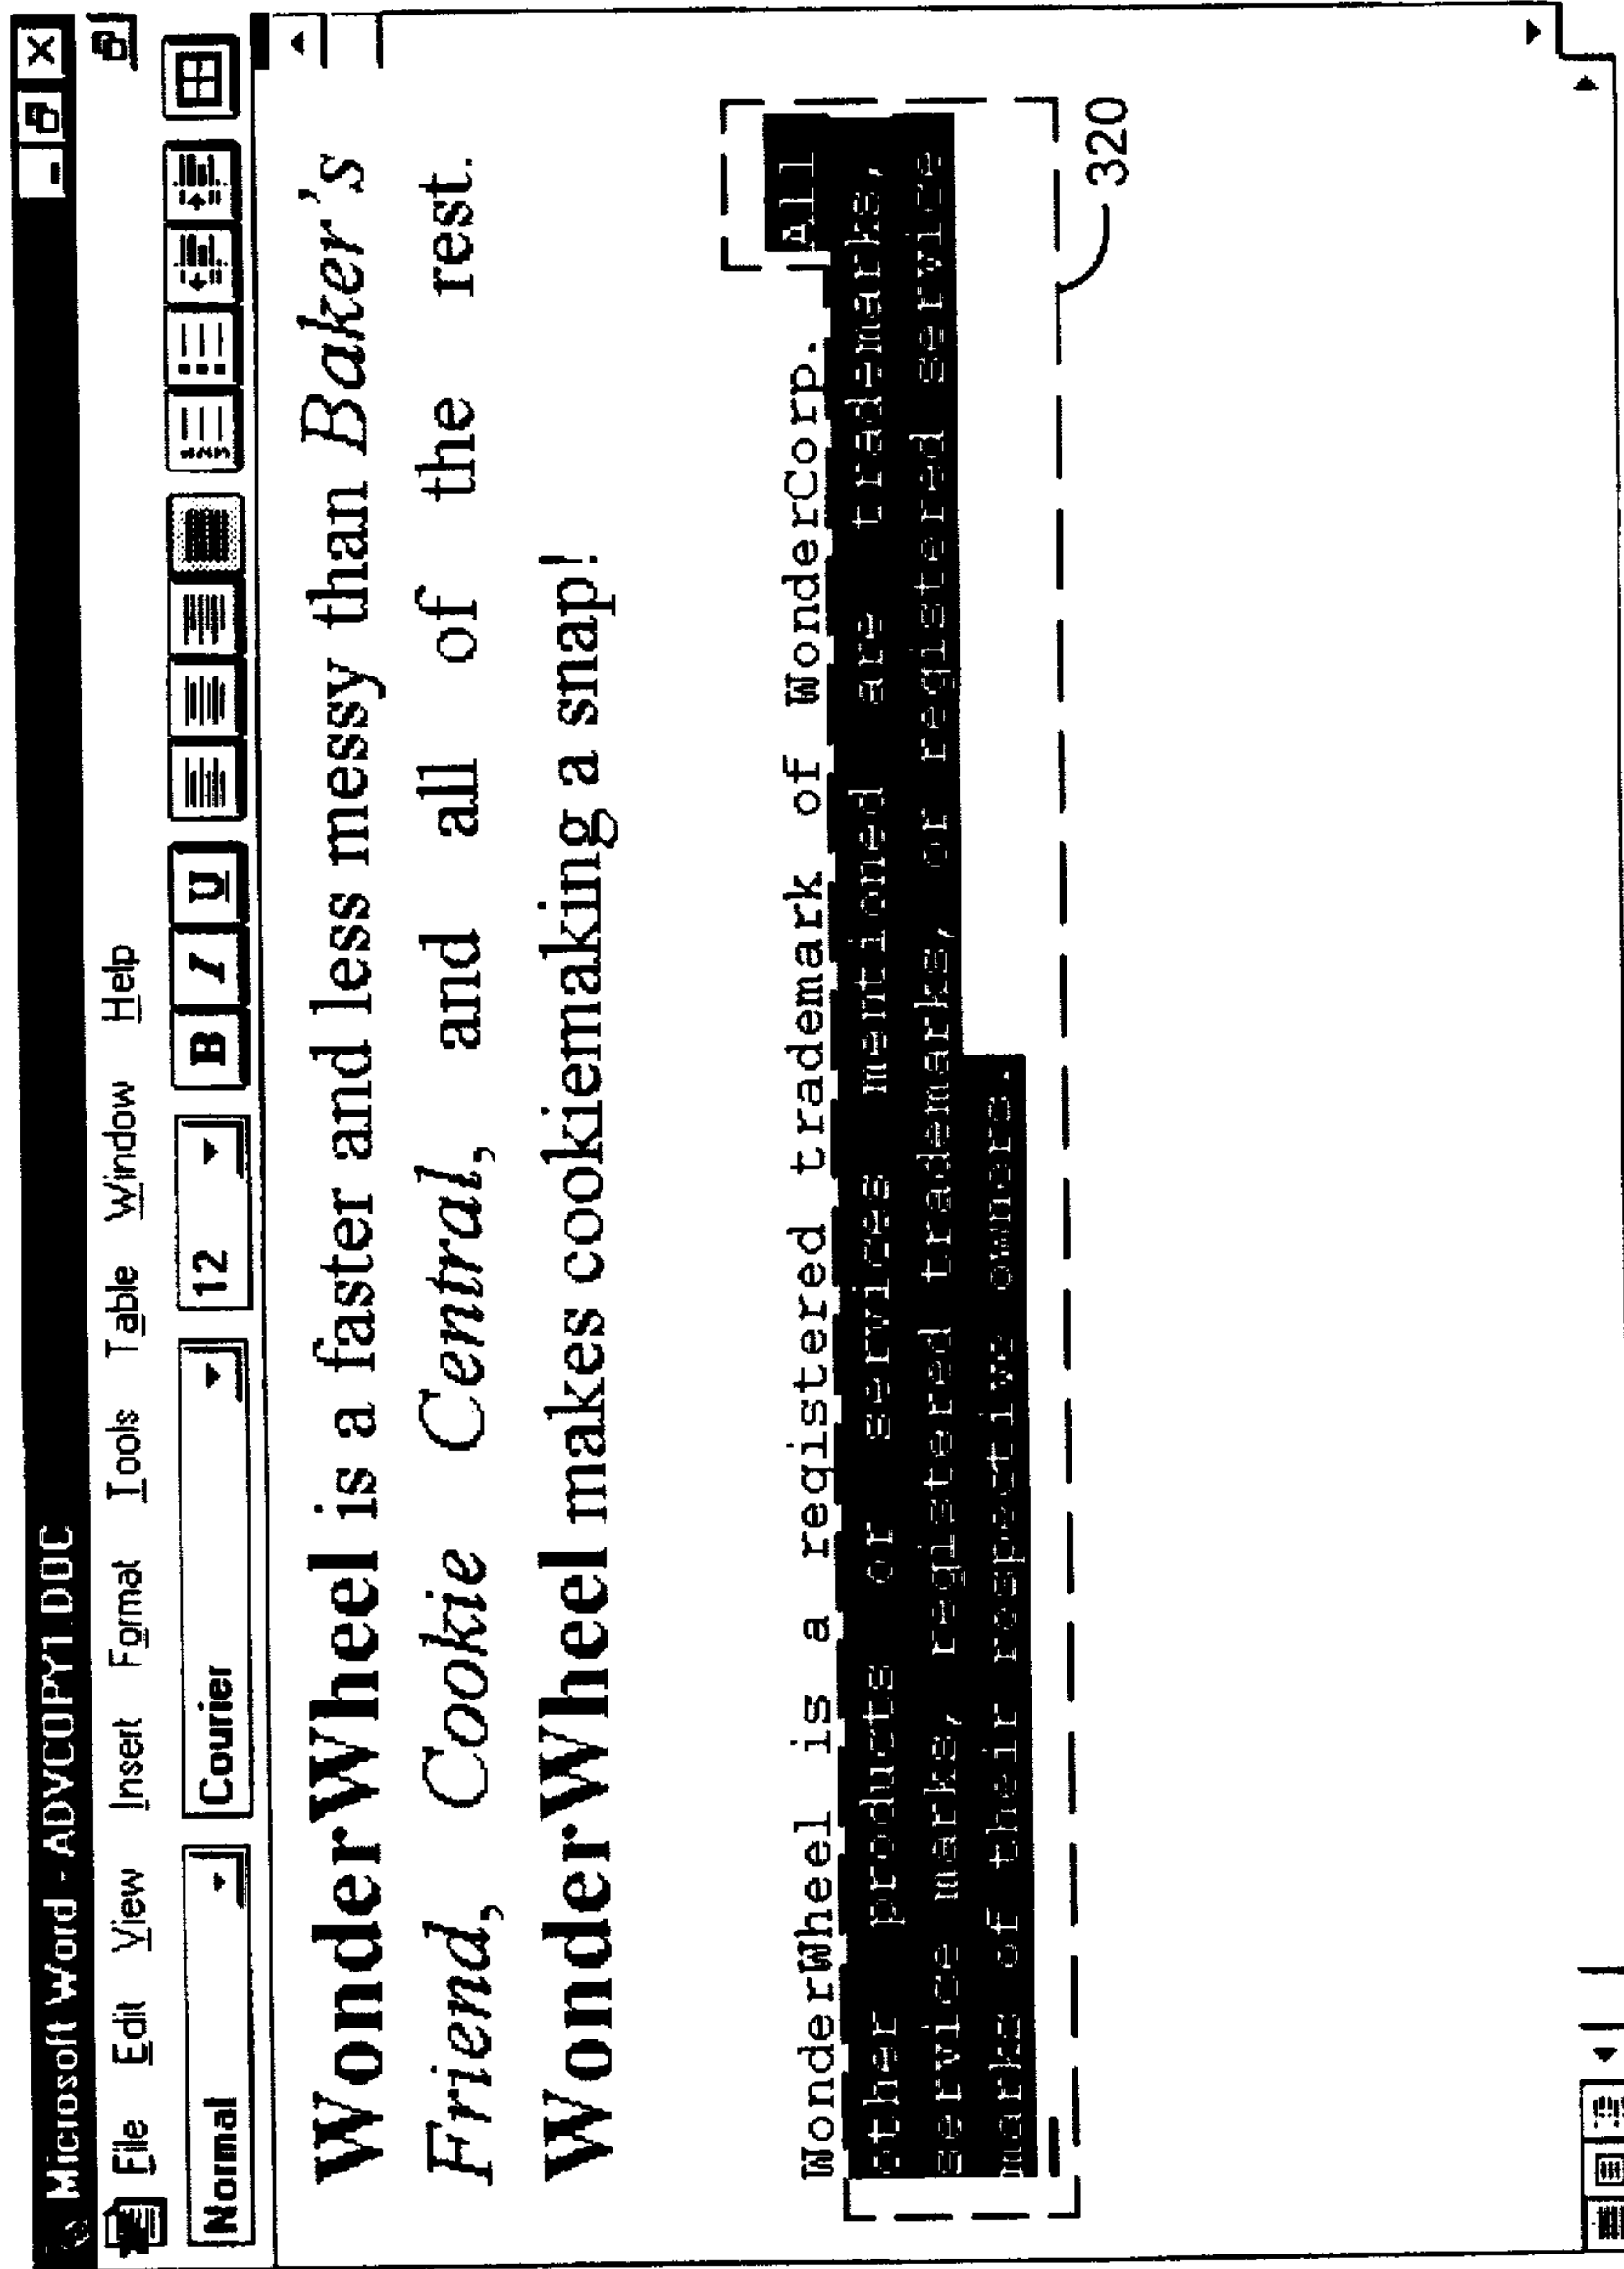 Microsoft Word - ADVCOPY1.DOC
File Edit View Insert Format Tools Table Window Help
Normal Courier 12 B I U
WonderWheel is a faster and less messy than Baker's
Friend, Cookie Central, and all of the rest.
WonderWheel makes cookiemaking a snap!
WonderWheel is a registered trademark of WonderCorp. All
other products or services mentioned are trademarks,
service marks, registered trademarks, or registered service
marks of their respective owners.
320